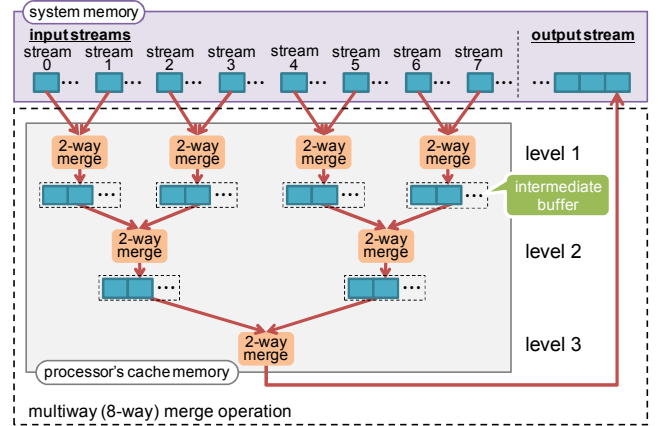 system memory
input streams
output stream
stream 0
stream 1
stream 2
stream 3
stream 4
stream 5
stream 6
stream 7
... ... ... ... ... ... ... ... ...
2-way merge
2-way merge
2-way merge
2-way merge
level 1
... ... ... ...
intermediate buffer
2-way merge
2-way merge
level 2
... ...
2-way merge
level 3
processor's cache memory
multiway (8-way) merge operation